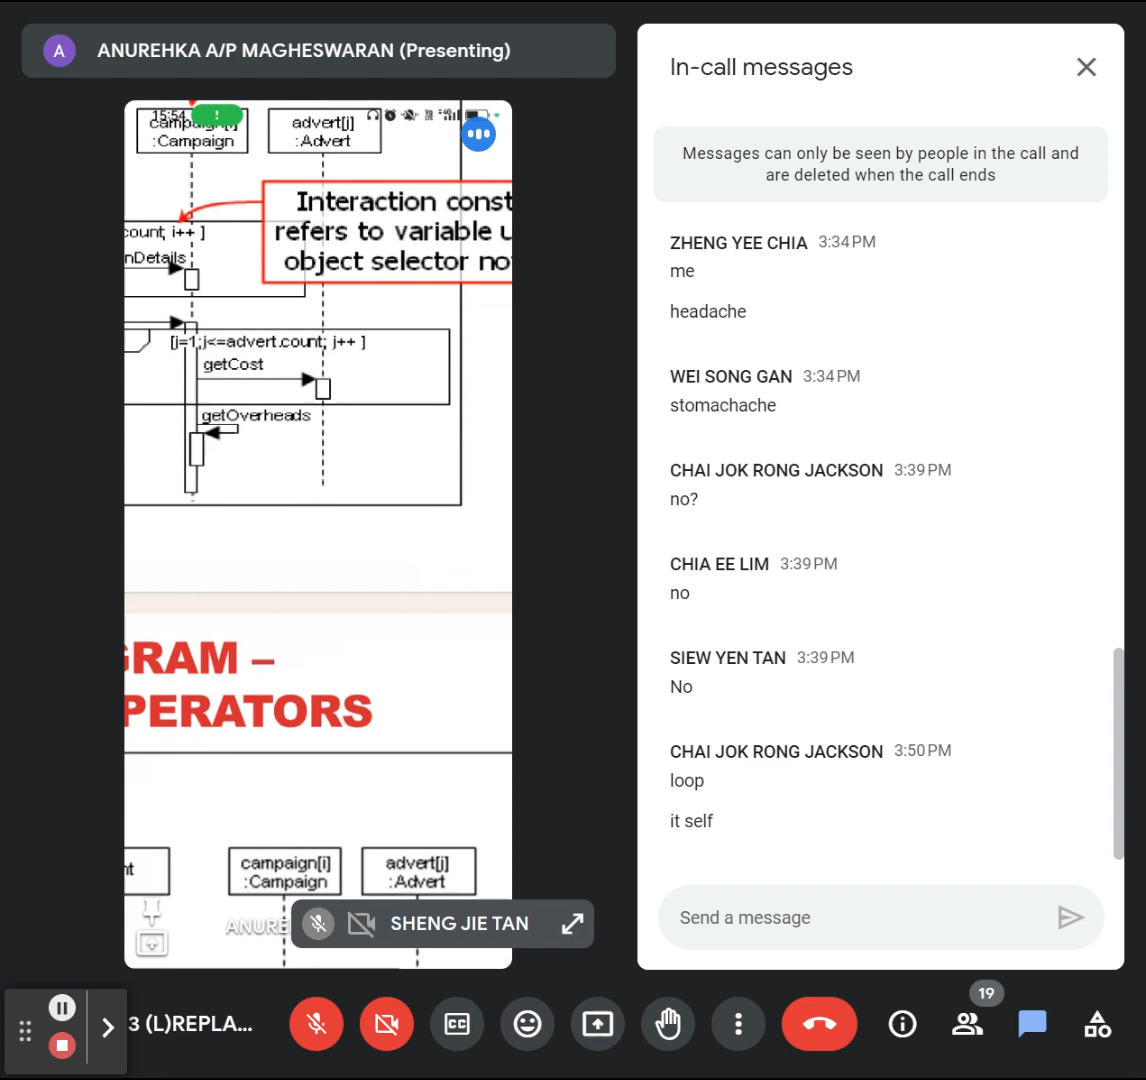 A
ANUREHKA A/P MAGHESWARAN (Presenting)
15:54
campaign[i]
:Campaign
advert[j]
:Advert
Interaction const
refers to variable u
object selector no
count; i++ ]
nDetails
[j=1;j<=advert.count; j++ ]
getCost
getOverheads
GRAM –
PERATORS
nt
campaign[i]
:Campaign
advert[j]
:Advert
ANURE
SHENG JIE TAN
In-call messages
Messages can only be seen by people in the call and
are deleted when the call ends
ZHENG YEE CHIA 3:34 PM
me
headache
WEI SONG GAN 3:34 PM
stomachache
CHAI JOK RONG JACKSON 3:39 PM
no?
CHIA EE LIM 3:39 PM
no
SIEW YEN TAN 3:39 PM
No
CHAI JOK RONG JACKSON 3:50 PM
loop
it self
Send a message
3 (L)REPLA...
CC
19